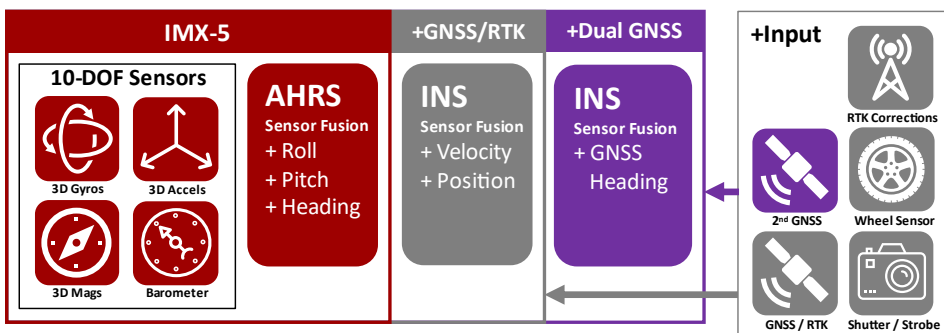 IMX-5
+GNSS/RTK
+Dual GNSS
+Input
10-DOF Sensors
3D Gyros
3D Accels
3D Mags
Barometer
AHRS
Sensor Fusion
+ Roll
+ Pitch
+ Heading
INS
Sensor Fusion
+ Velocity
+ Position
INS
Sensor Fusion
+ GNSS
Heading
RTK Corrections
2nd GNSS
Wheel Sensor
GNSS / RTK
Shutter / Strobe